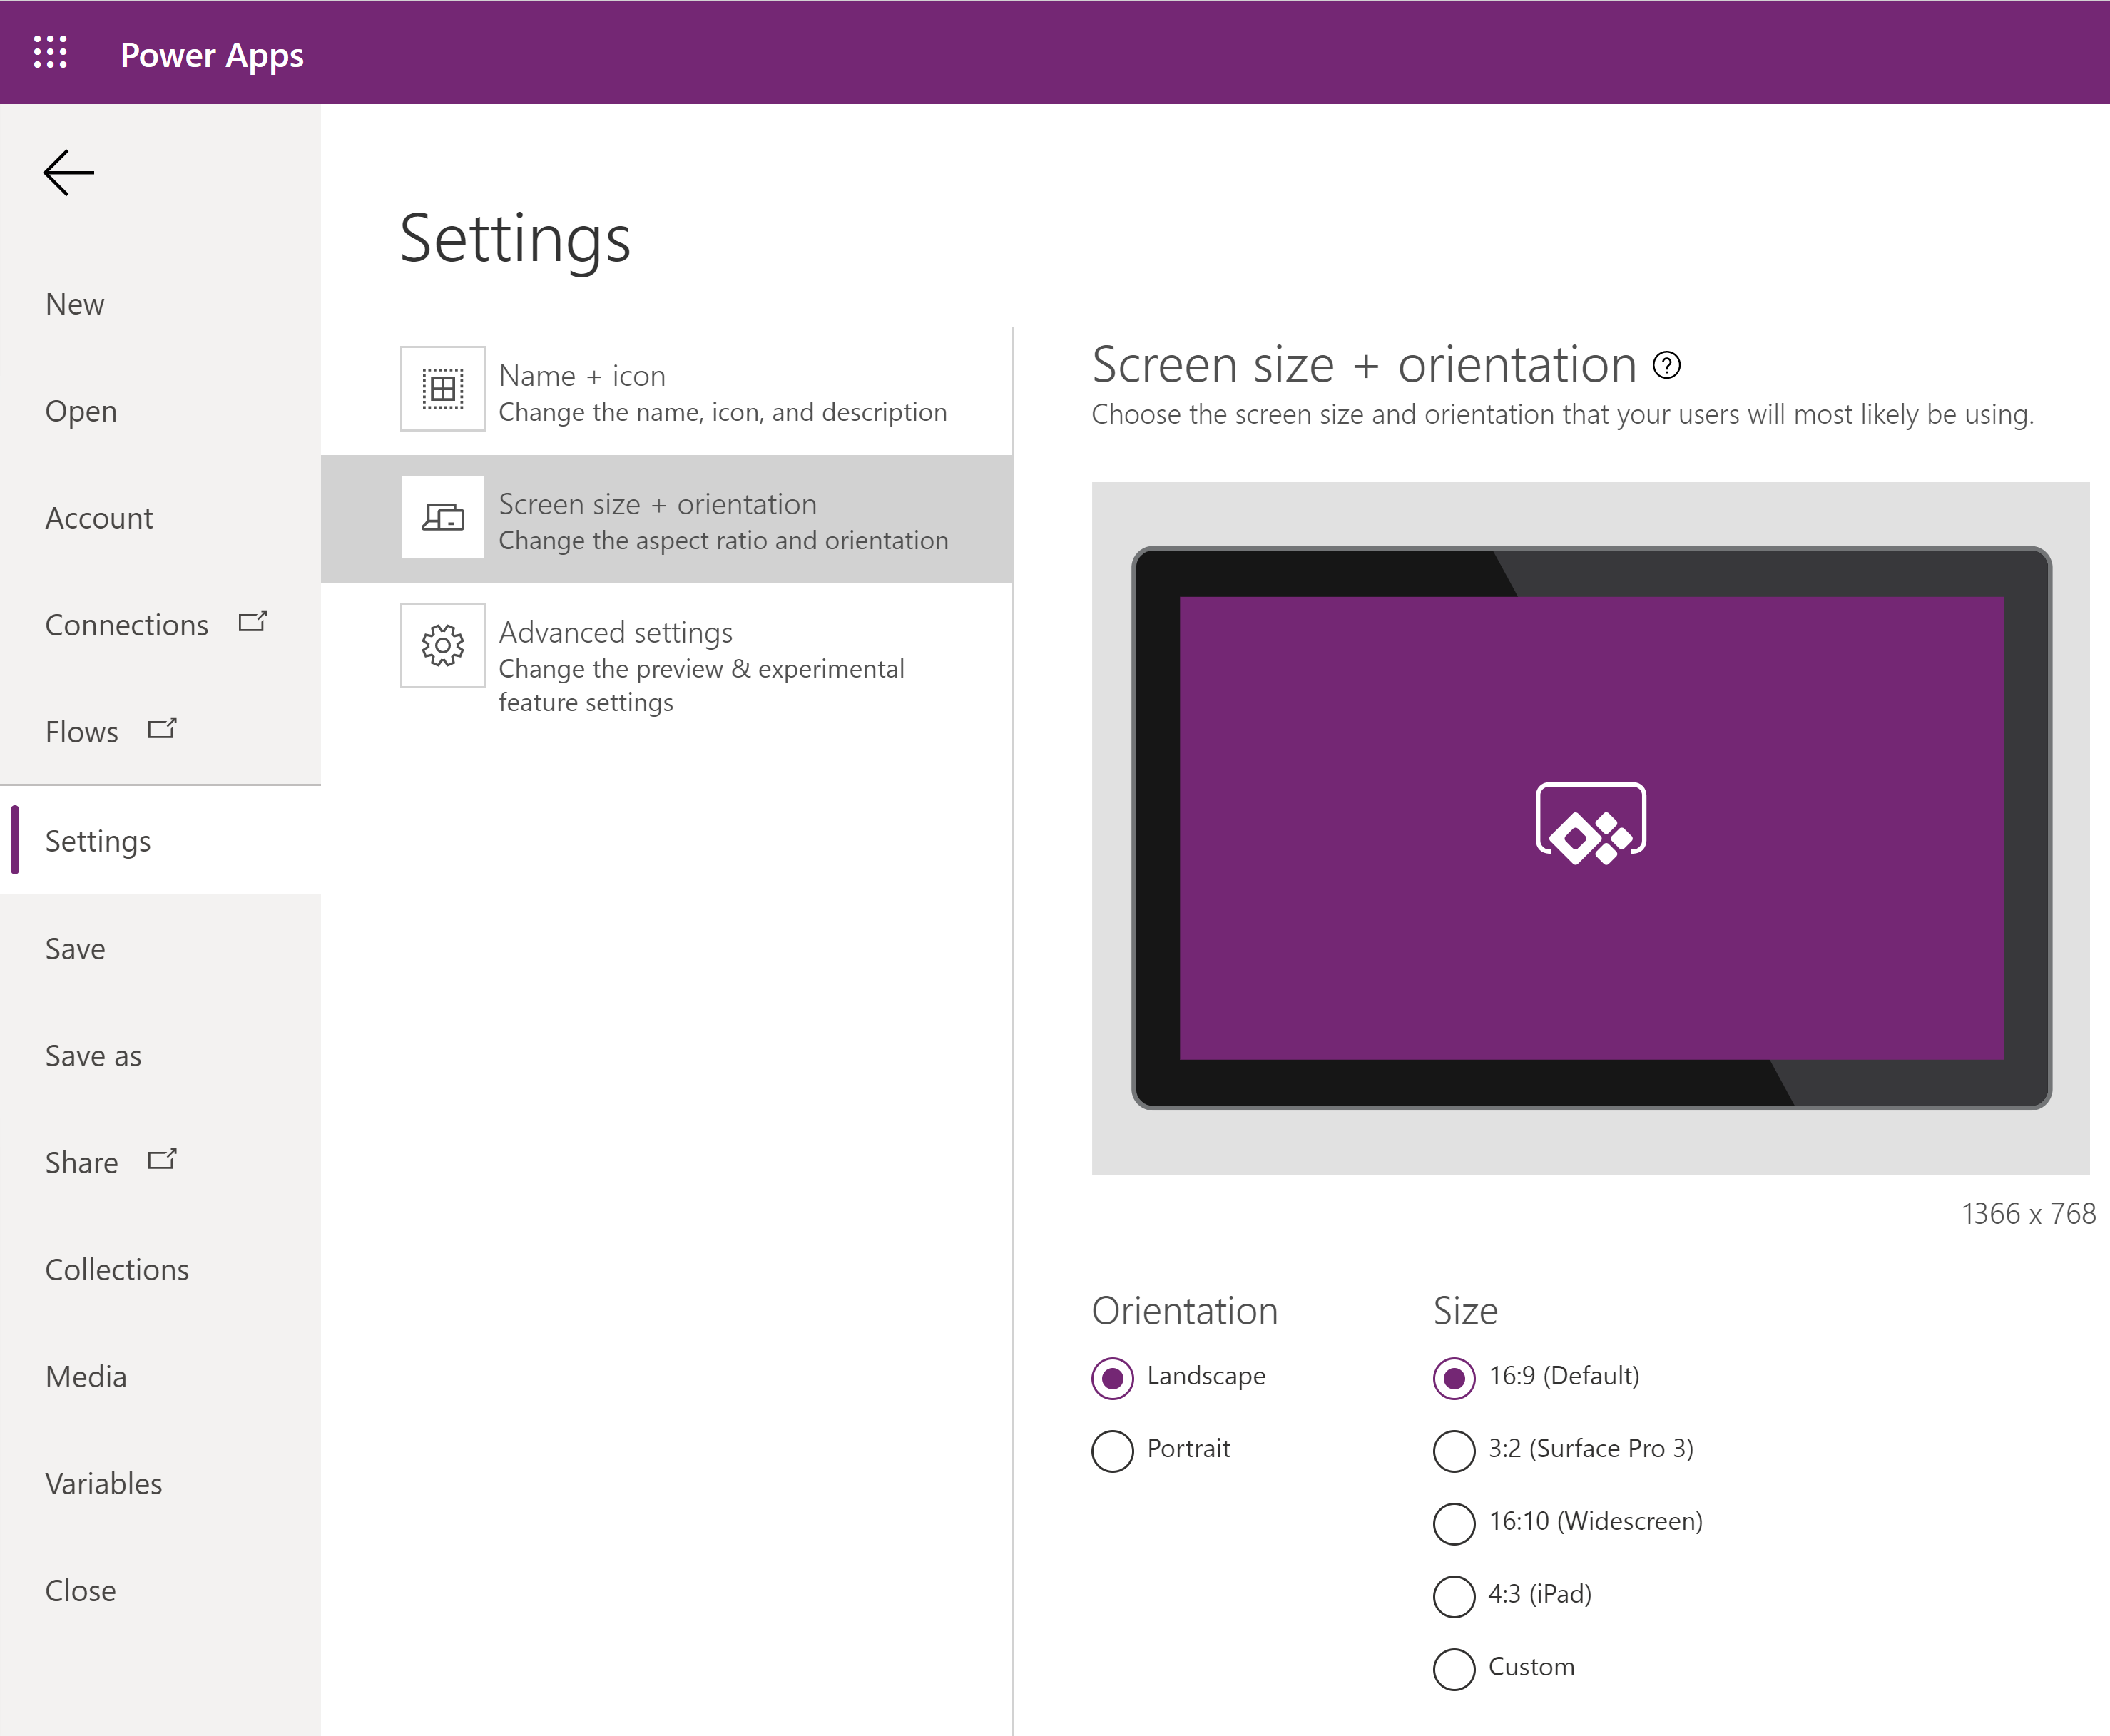 Power Apps
New
Open
Account
Connections
Flows
Settings
Save
Save as
Share
Collections
Media
Variables
Close
Settings
Name + icon
Change the name, icon, and description
Screen size + orientation
Change the aspect ratio and orientation
Advanced settings
Change the preview & experimental
feature settings
Screen size + orientation ?
Choose the screen size and orientation that your users will most likely be using.
1366 x 768
Orientation
Landscape
Portrait
Size
16:9 (Default)
3:2 (Surface Pro 3)
16:10 (Widescreen)
4:3 (iPad)
Custom